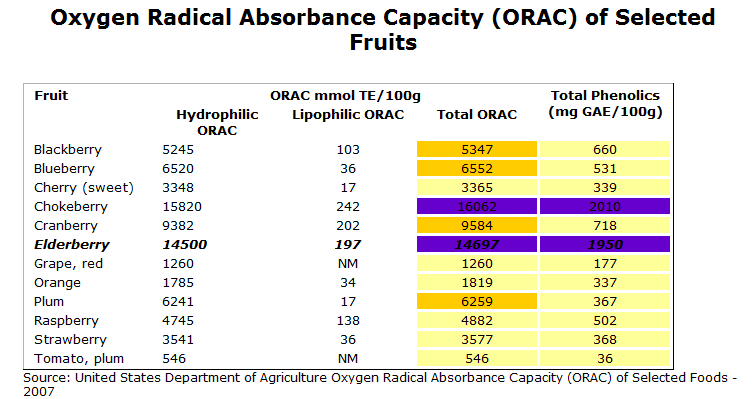 Oxygen Radical Absorbance Capacity (ORAC) of Selected
Fruits
Fruit ORAC mmol TE/100g Total Phenolics
Hydrophilic Lipophilic ORAC Total ORAC (mg GAE/100g)
ORAC
Blackberry 5245 103 5347 660
Blueberry 6520 36 6552 531
Cherry (sweet) 3348 17 3365 339
Chokeberry 15820 242 16062 2010
Cranberry 9382 202 9584 718
Elderberry 14500 197 14697 1950
Grape, red 1260 NM 1260 177
Orange 1785 34 1819 337
Plum 6241 17 6259 367
Raspberry 4745 138 4882 502
Strawberry 3541 36 3577 368
Tomato, plum 546 NM 546 36
Source: United States Department of Agriculture Oxygen Radical Absorbance Capacity (ORAC) of Selected Foods -
2007